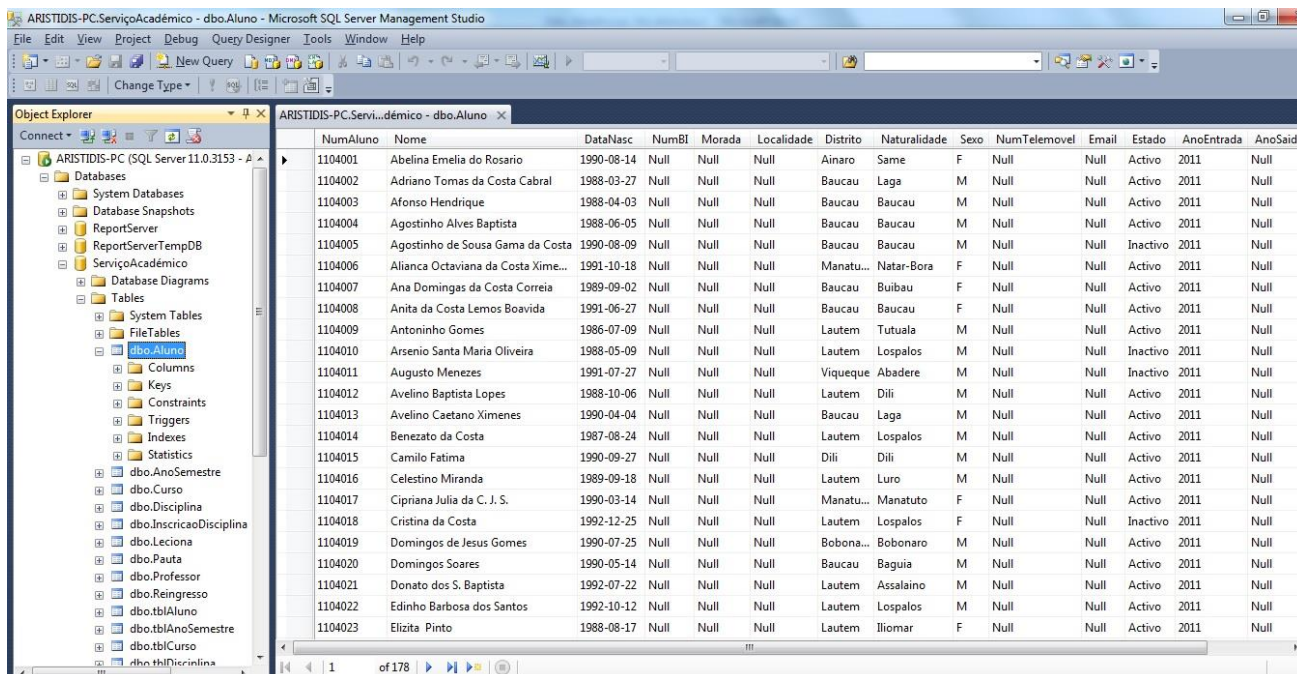 ARISTIDIS-PC.ServiçoAcadémico - dbo.Aluno - Microsoft SQL Server Management Studio
File Edit View Project Debug Query Designer Tools Window Help
New Query
Change Type
Object Explorer
Connect
ARISTIDIS-PC (SQL Server 11.0.3153 - A
Databases
System Databases
Database Snapshots
ReportServer
ReportServerTempDB
ServiçoAcadémico
Database Diagrams
Tables
System Tables
FileTables
dbo.Aluno
Columns
Keys
Constraints
Triggers
Indexes
Statistics
dbo.AnoSemestre
dbo.Curso
dbo.Disciplina
dbo.InscricaoDisciplina
dbo.Leciona
dbo.Pauta
dbo.Professor
dbo.Reingresso
dbo.tblAluno
dbo.tblAnoSemestre
dbo.tblCurso
dbo.tblDisciplina
ARISTIDIS-PC.Servi...démico - dbo.Aluno
NumAluno Nome DataNasc NumBI Morada Localidade Distrito Naturalidade Sexo NumTelemovel Email Estado AnoEntrada AnoSaid
1104001 Abelina Emelia do Rosario 1990-08-14 Null Null Null Ainaro Same F Null Null Activo 2011 Null
1104002 Adriano Tomas da Costa Cabral 1988-03-27 Null Null Null Baucau Laga M Null Null Activo 2011 Null
1104003 Afonso Hendrique 1988-04-03 Null Null Null Baucau Baucau M Null Null Activo 2011 Null
1104004 Agostinho Alves Baptista 1988-06-05 Null Null Null Baucau Baucau M Null Null Activo 2011 Null
1104005 Agostinho de Sousa Gama da Costa 1990-08-09 Null Null Null Baucau Baucau M Null Null Inactivo 2011 Null
1104006 Alianca Octaviana da Costa Xime... 1991-10-18 Null Null Null Manatu... Natar-Bora F Null Null Activo 2011 Null
1104007 Ana Domingas da Costa Correia 1989-09-02 Null Null Null Baucau Buibau F Null Null Activo 2011 Null
1104008 Anita da Costa Lemos Boavida 1991-06-27 Null Null Null Baucau Baucau F Null Null Activo 2011 Null
1104009 Antoninho Gomes 1986-07-09 Null Null Null Lautem Tutuala M Null Null Activo 2011 Null
1104010 Arsenio Santa Maria Oliveira 1988-05-09 Null Null Null Lautem Lospalos M Null Null Inactivo 2011 Null
1104011 Augusto Menezes 1991-07-27 Null Null Null Viqueque Abadere M Null Null Inactivo 2011 Null
1104012 Avelino Baptista Lopes 1988-10-06 Null Null Null Lautem Dili M Null Null Activo 2011 Null
1104013 Avelino Caetano Ximenes 1990-04-04 Null Null Null Baucau Laga M Null Null Activo 2011 Null
1104014 Benezato da Costa 1987-08-24 Null Null Null Lautem Lospalos M Null Null Activo 2011 Null
1104015 Camilo Fatima 1990-09-27 Null Null Null Dili Dili M Null Null Activo 2011 Null
1104016 Celestino Miranda 1989-09-18 Null Null Null Lautem Luro M Null Null Activo 2011 Null
1104017 Cipriana Julia da C. J. S. 1990-03-14 Null Null Null Manatu... Manatuto F Null Null Activo 2011 Null
1104018 Cristina da Costa 1992-12-25 Null Null Null Lautem Lospalos F Null Null Inactivo 2011 Null
1104019 Domingos de Jesus Gomes 1990-07-25 Null Null Null Bobona... Bobonaro M Null Null Activo 2011 Null
1104020 Domingos Soares 1990-05-14 Null Null Null Baucau Baguia M Null Null Activo 2011 Null
1104021 Donato dos S. Baptista 1992-07-22 Null Null Null Lautem Assalaino M Null Null Activo 2011 Null
1104022 Edinho Barbosa dos Santos 1992-10-12 Null Null Null Lautem Lospalos M Null Null Activo 2011 Null
1104023 Elizita Pinto 1988-08-17 Null Null Null Lautem Iliomar F Null Null Activo 2011 Null
1 of 178